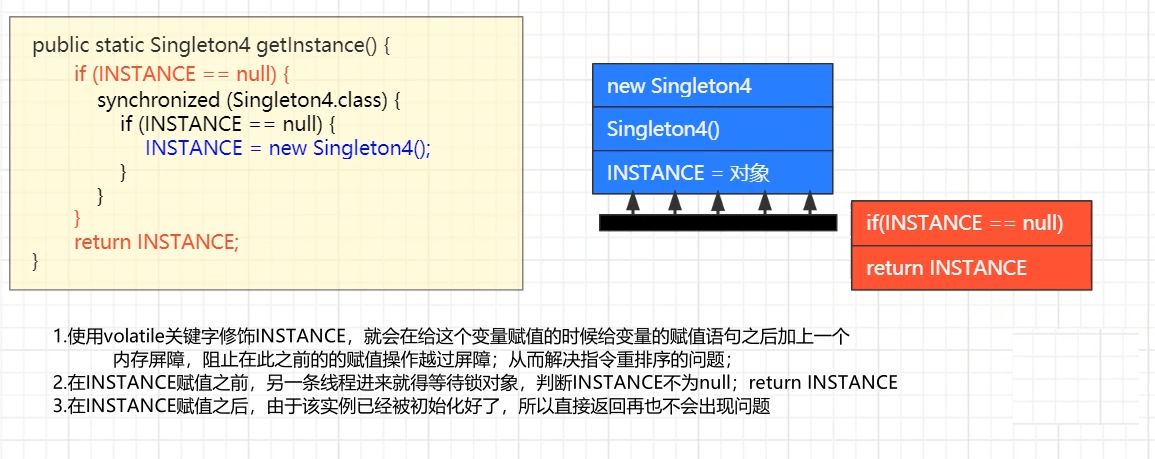 public static Singleton4 getInstance() {
if (INSTANCE == null) {
synchronized (Singleton4.class) {
if (INSTANCE == null) {
INSTANCE = new Singleton4();
}
}
}
return INSTANCE;
}
new Singleton4
Singleton4()
INSTANCE = 对象
if(INSTANCE == null)
return INSTANCE
1.使用volatile关键字修饰INSTANCE，就会在给这个变量赋值的时候给变量的赋值语句之后加上一个
内存屏障，阻止在此之前的的赋值操作越过屏障；从而解决指令重排序的问题；
2.在INSTANCE赋值之前，另一条线程进来就得等待锁对象，判断INSTANCE不为null；return INSTANCE
3.在INSTANCE赋值之后，由于该实例已经被初始化好了，所以直接返回再也不会出现问题